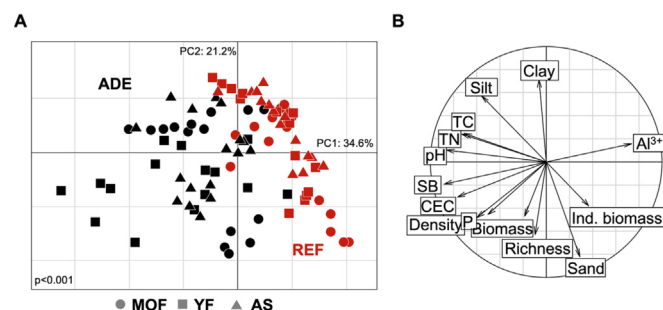 A
B
PC2: 21.2%
ADE
PC1: 34.6%
REF
p<0.001
MOF YF AS
Clay
Silt
TC
TN
pH
Al³⁺
SB
CEC
Density
P
Biomass
Ind. biomass
Richness
Sand